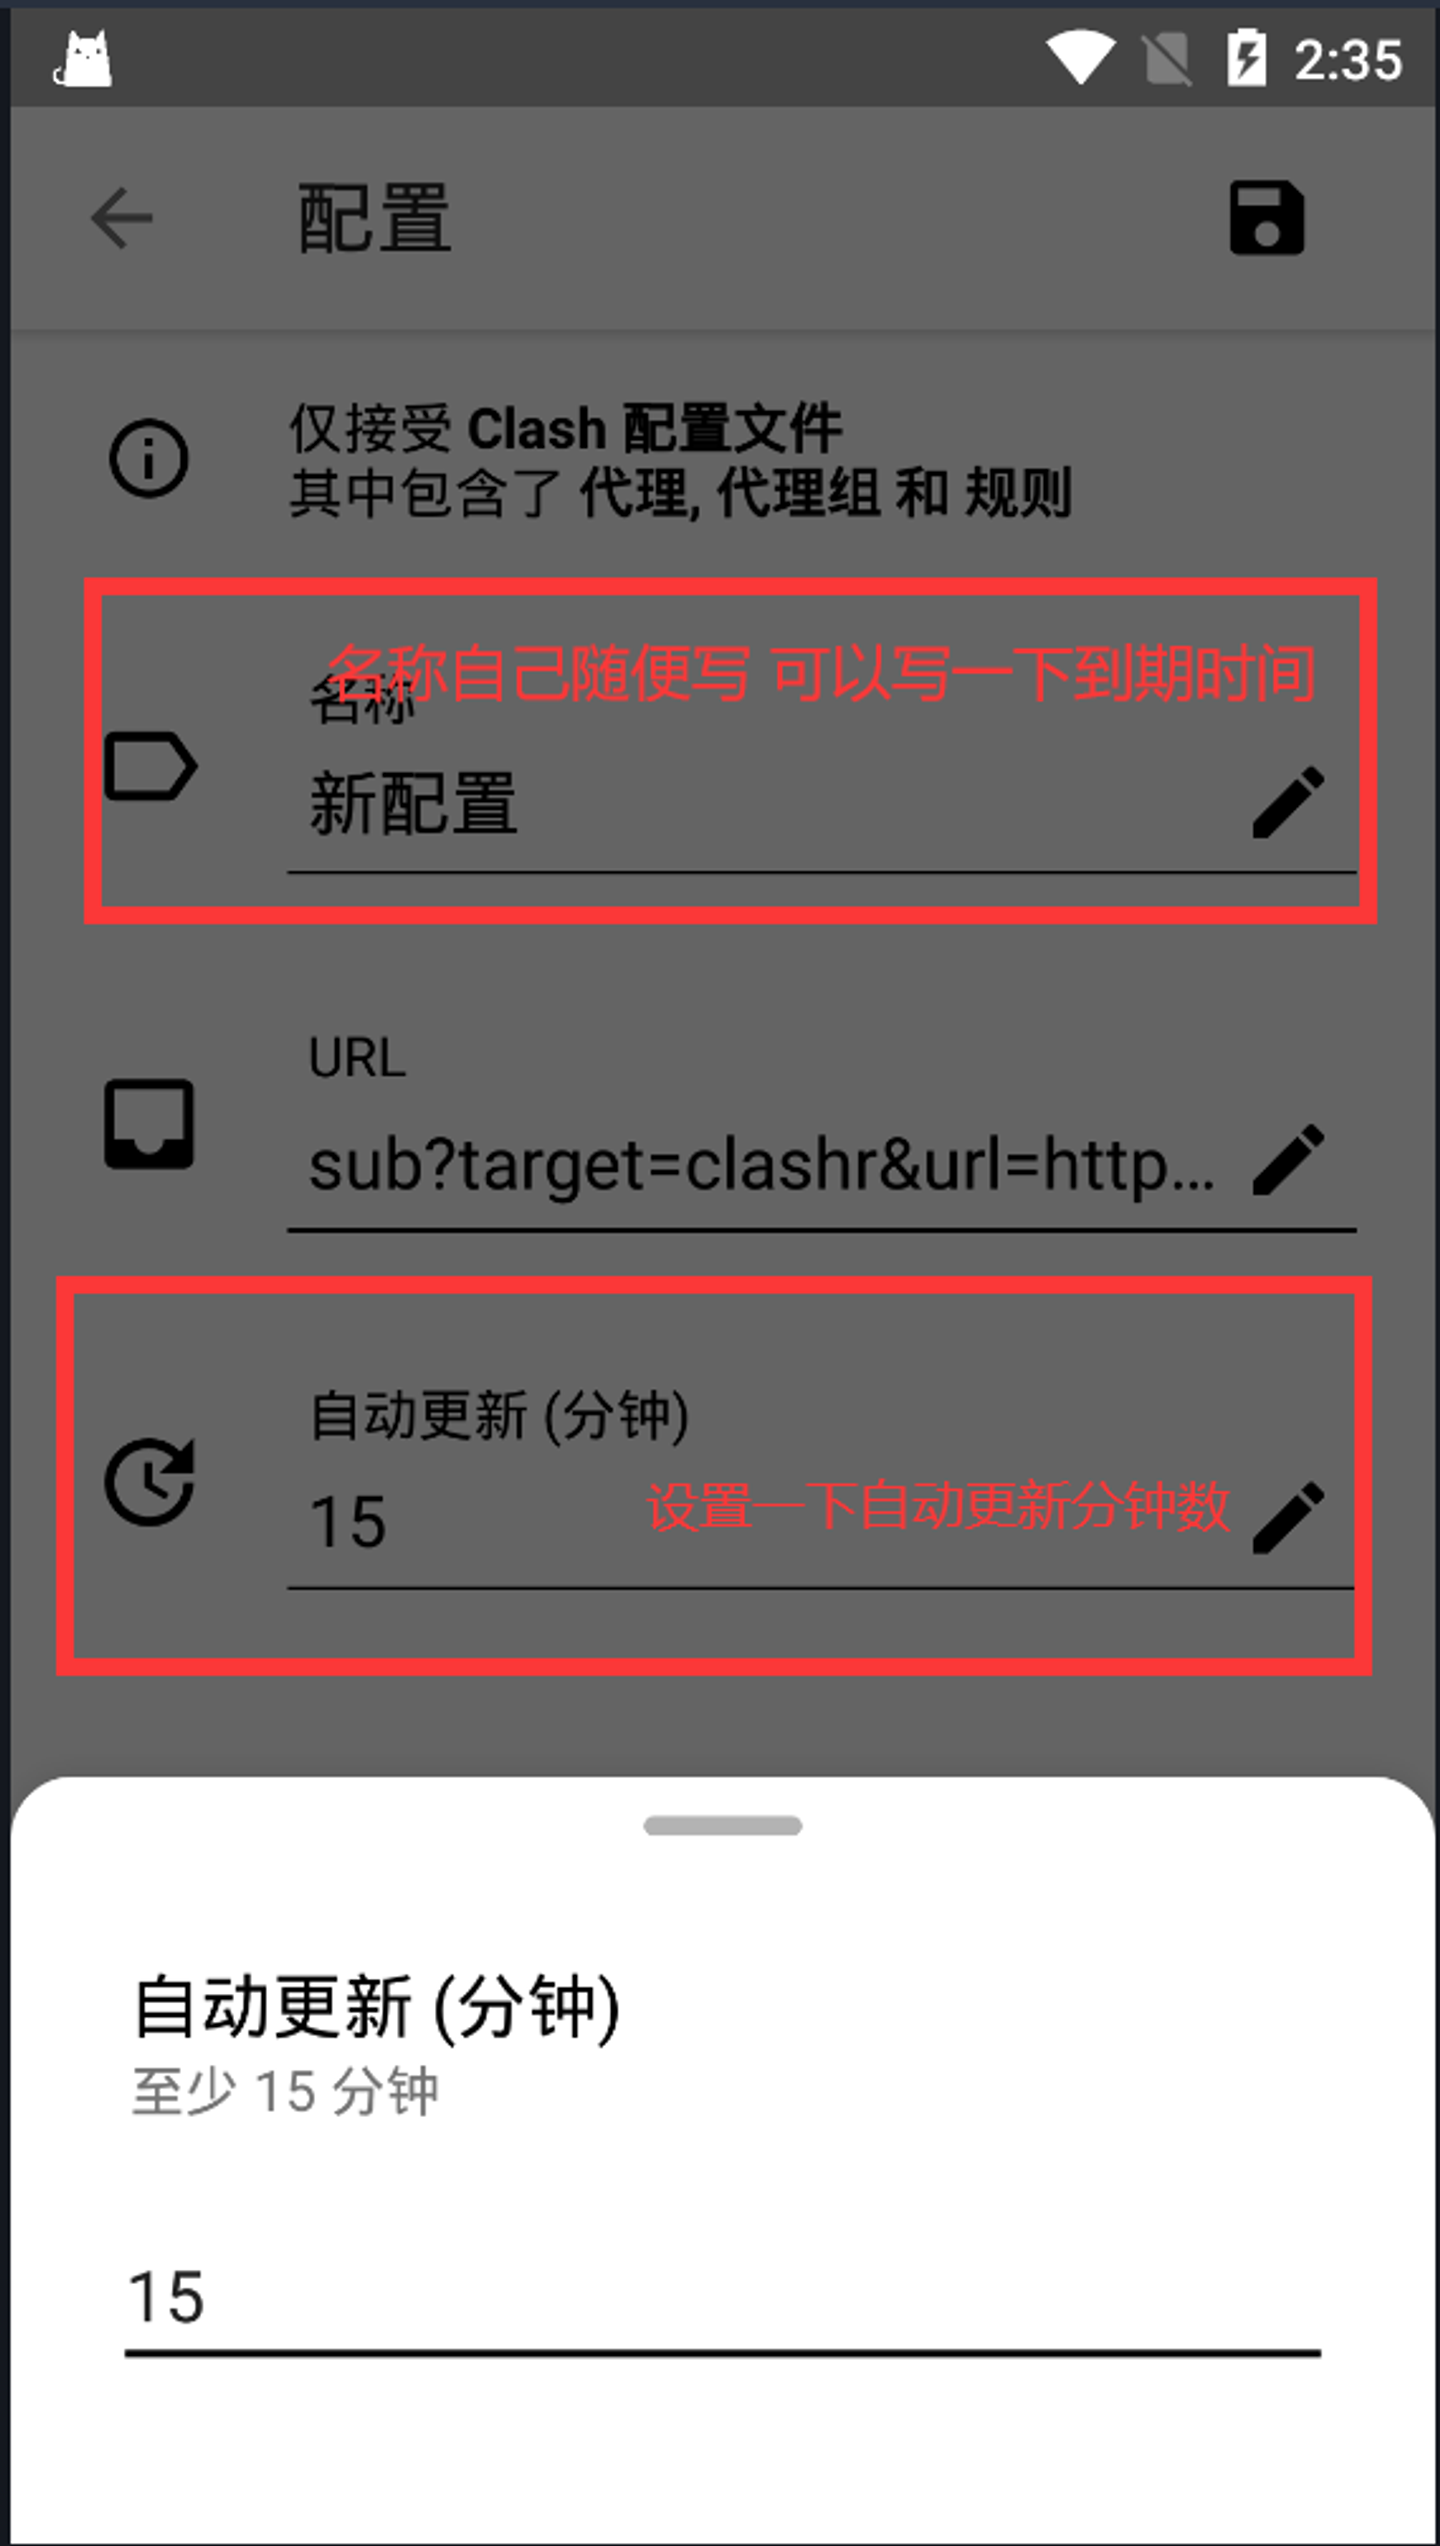 2:35
配置
仅接受 Clash 配置文件
其中包含了 代理, 代理组 和 规则
名称自己随便写 可以写一下到期时间
名称
新配置
URL
sub?target=clashr&url=http...
自动更新 (分钟)
15
设置一下自动更新分钟数
自动更新 (分钟)
至少 15 分钟
15